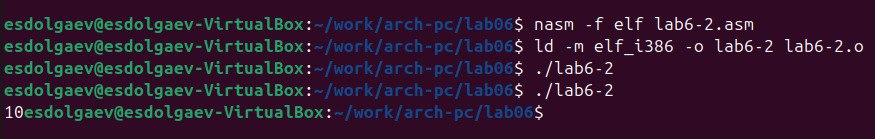 esdolgaev@esdolgaev-VirtualBox:~/work/arch-pc/lab06$ nasm -f elf lab6-2.asm
esdolgaev@esdolgaev-VirtualBox:~/work/arch-pc/lab06$ ld -m elf_i386 -o lab6-2 lab6-2.o
esdolgaev@esdolgaev-VirtualBox:~/work/arch-pc/lab06$ ./lab6-2
esdolgaev@esdolgaev-VirtualBox:~/work/arch-pc/lab06$ ./lab6-2
10esdolgaev@esdolgaev-VirtualBox:~/work/arch-pc/lab06$